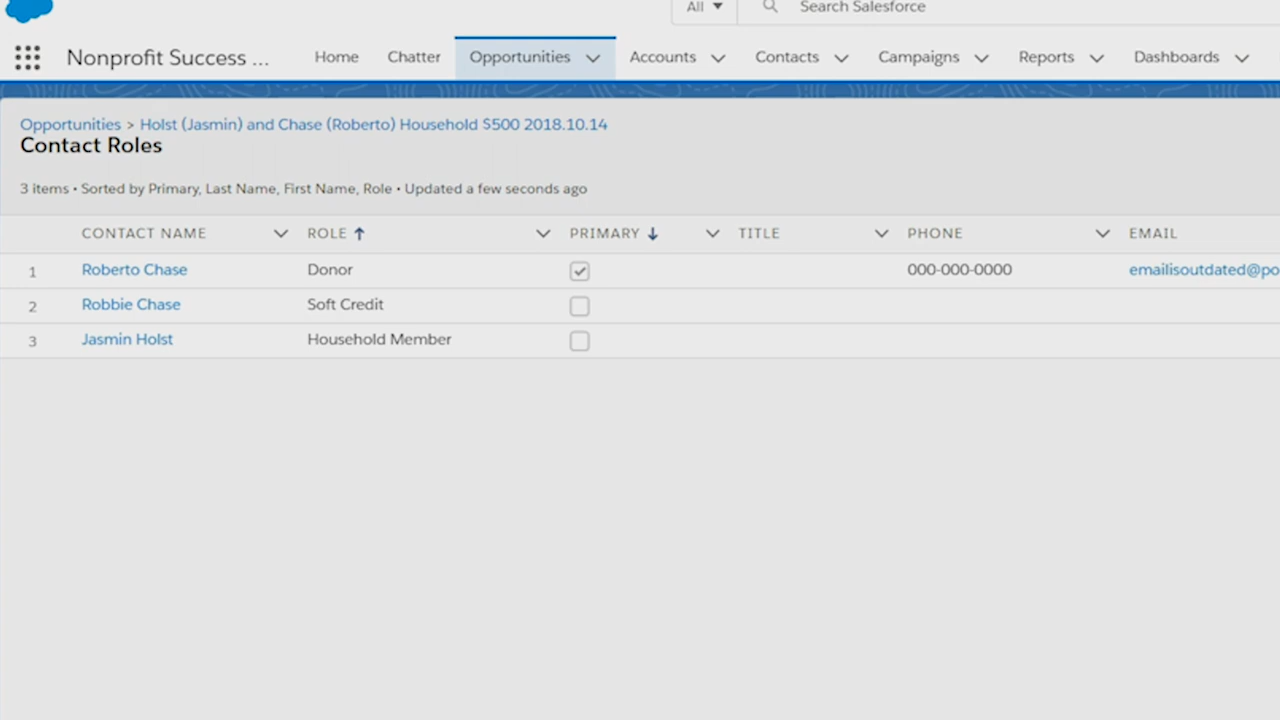 All Search Salesforce
Nonprofit Success ... Home Chatter Opportunities Accounts Contacts Campaigns Reports Dashboards
Opportunities > Holst (Jasmin) and Chase (Roberto) Household $500 2018.10.14
Contact Roles
3 items • Sorted by Primary, Last Name, First Name, Role • Updated a few seconds ago
CONTACT NAME ROLE PRIMARY TITLE PHONE EMAIL
1 Roberto Chase Donor 000-000-0000 emailisoutdated@po
2 Robbie Chase Soft Credit
3 Jasmin Holst Household Member